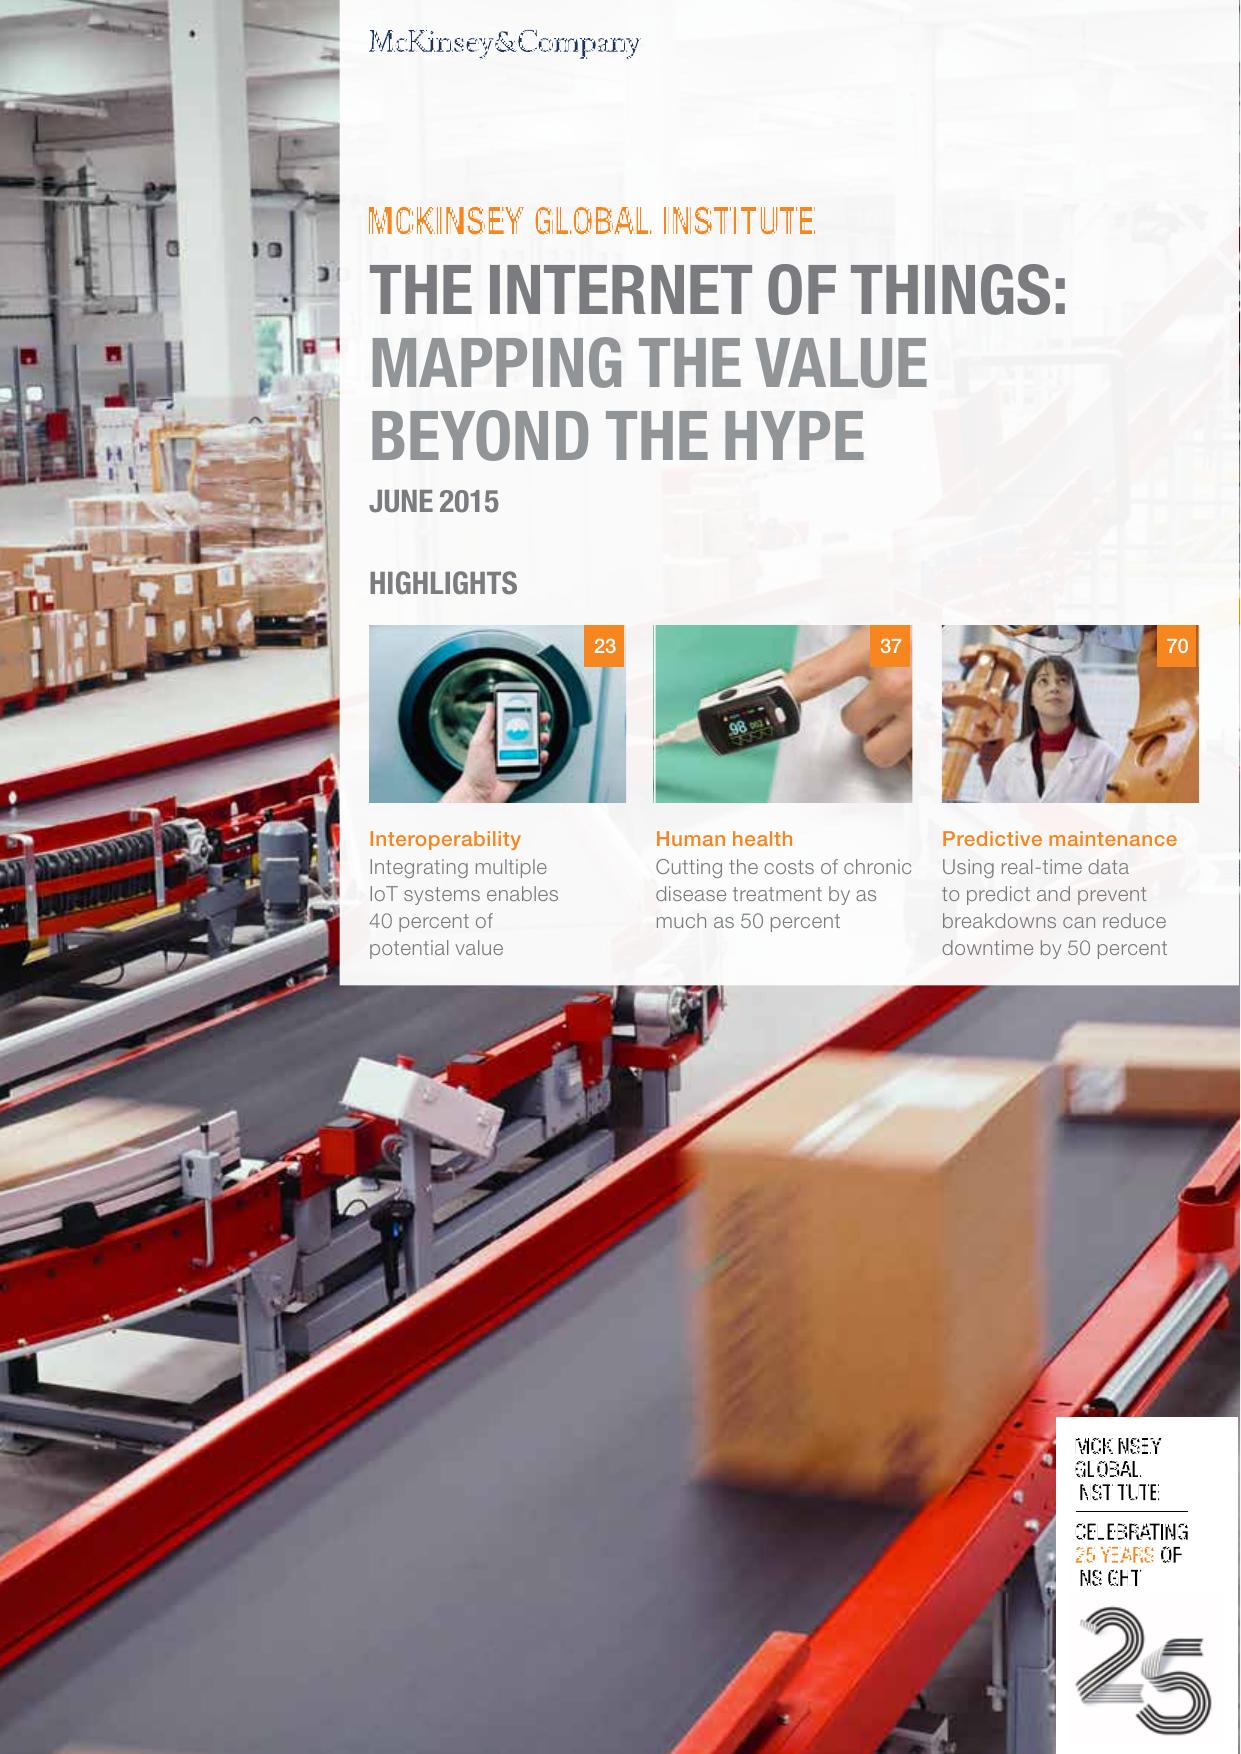 McKinsey&Company
MCKINSEY GLOBAL INSTITUTE
THE INTERNET OF THINGS:
MAPPING THE VALUE
BEYOND THE HYPE
JUNE 2015
HIGHLIGHTS
23
37
70
Interoperability
Integrating multiple
IoT systems enables
40 percent of
potential value
Human health
Cutting the costs of chronic
disease treatment by as
much as 50 percent
Predictive maintenance
Using real-time data
to predict and prevent
breakdowns can reduce
downtime by 50 percent
98
MCKINSEY
GLOBAL
INSTITUTE
CELEBRATING
25 YEARS OF
INSIGHT
25